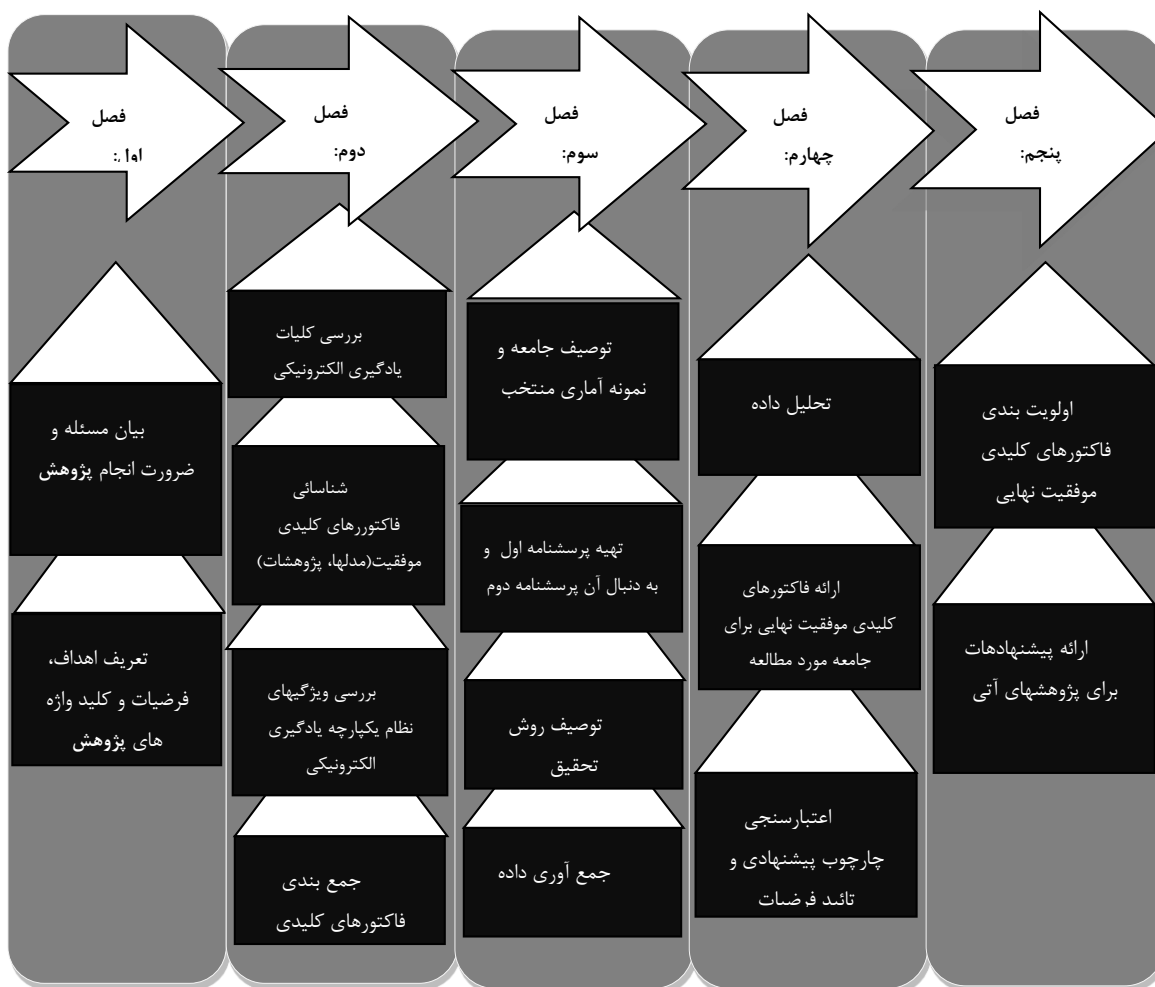 فصل
اول:
فصل
دوم:
فصل
سوم:
فصل
چهارم:
فصل
پنجم:
بیان مسئله و
ضرورت انجام پژوهش
تعریف اهداف،
فرضیات و کلید واژه
های پژوهش
بررسی کلیات
یادگیری الکترونیکی
شناسائی
فاکتوررهای کلیدی
موفقیت(مدلها، پژوهشات)
بررسی ویژگیهای
نظام یکپارچه یادگیری
الکترونیکی
جمع بندی
فاکتورهای کلیدی
توصیف جامعه و
نمونه آماری منتخب
تهیه پرسشنامه اول و
به دنبال آن پرسشنامه دوم
توصیف روش
تحقیق
جمع آوری داده
تحلیل داده
ارائه فاکتورهای
کلیدی موفقیت نهایی برای
جامعه مورد مطالعه
اعتبارسنجی
چارچوب پیشنهادی و
تائید فرضیات
اولویت بندی
فاکتورهای کلیدی
موفقیت نهایی
ارائه پیشنهادهات
برای پژوهشهای آتی